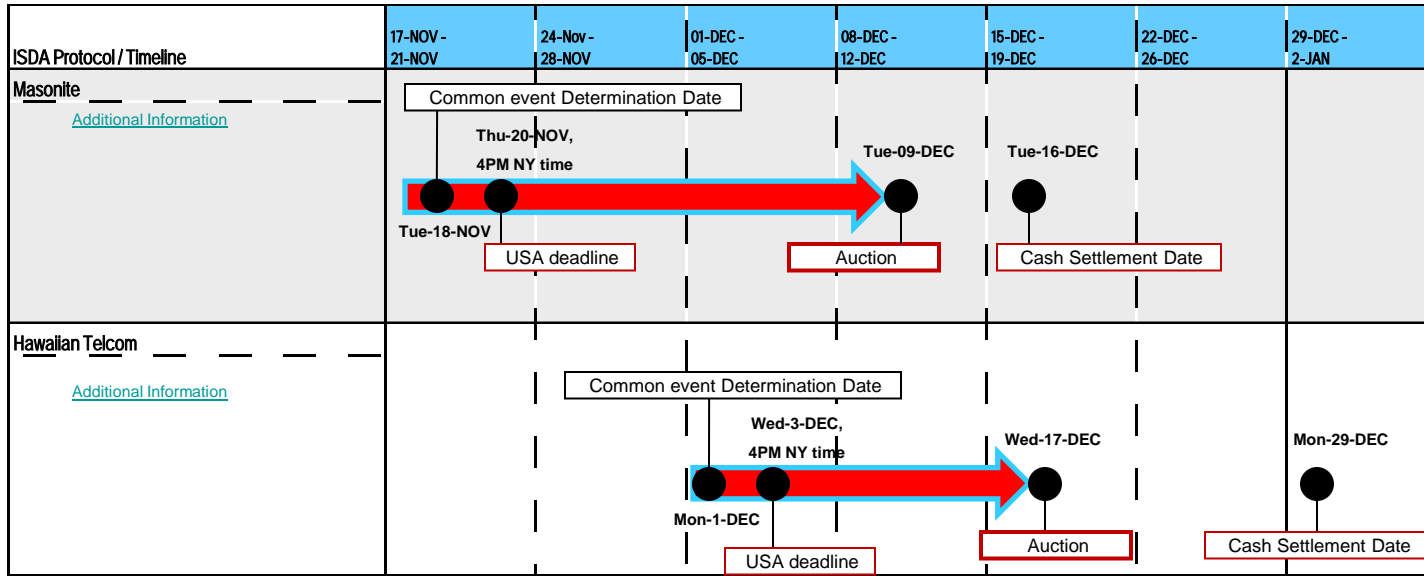 ISDA Protocol / Timeline
17-NOV -
21-NOV
24-Nov -
28-NOV
01-DEC -
05-DEC
08-DEC -
12-DEC
15-DEC -
19-DEC
22-DEC -
26-DEC
29-DEC -
2-JAN
Masonite
Additional Information
Common event Determination Date
Thu-20-NOV,
4PM NY time
Tue-09-DEC
Tue-16-DEC
Tue-18-NOV
USA deadline
Auction
Cash Settlement Date
Hawaiian Telcom
Additional Information
Common event Determination Date
Wed-3-DEC,
4PM NY time
Wed-17-DEC
Mon-29-DEC
Mon-1-DEC
USA deadline
Auction
Cash Settlement Date